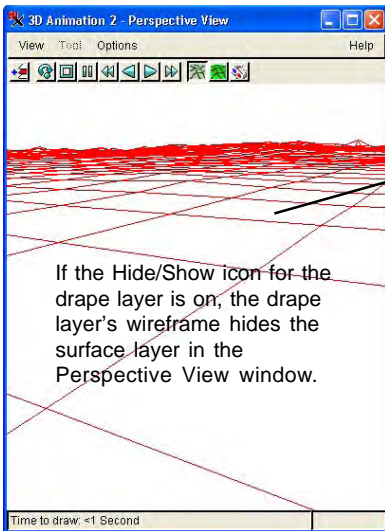 3D Animation 2 - Perspective View
View Tool Options Help
If the Hide/Show icon for the
drape layer is on, the drape
layer's wireframe hides the
surface layer in the
Perspective View window.
Time to draw: <1 Second